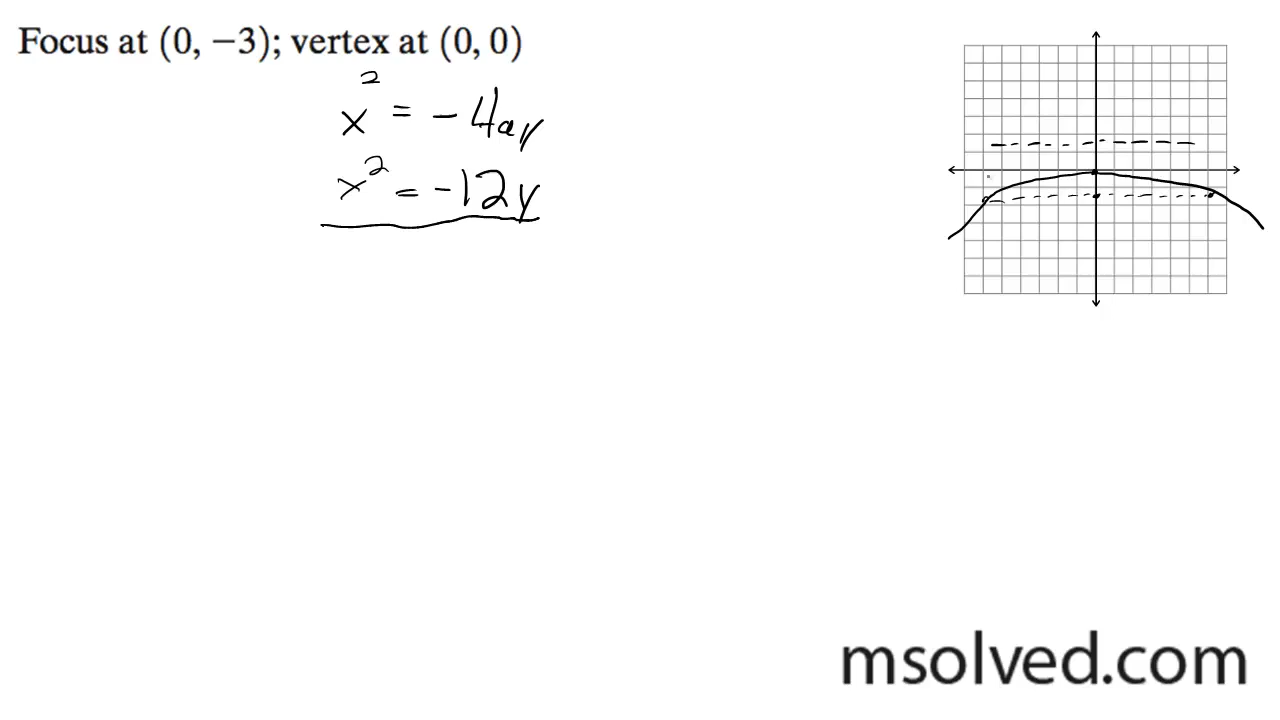 Focus at (0, −3); vertex at (0, 0)
x² = - 4ay
x² = -12y
msolved.com